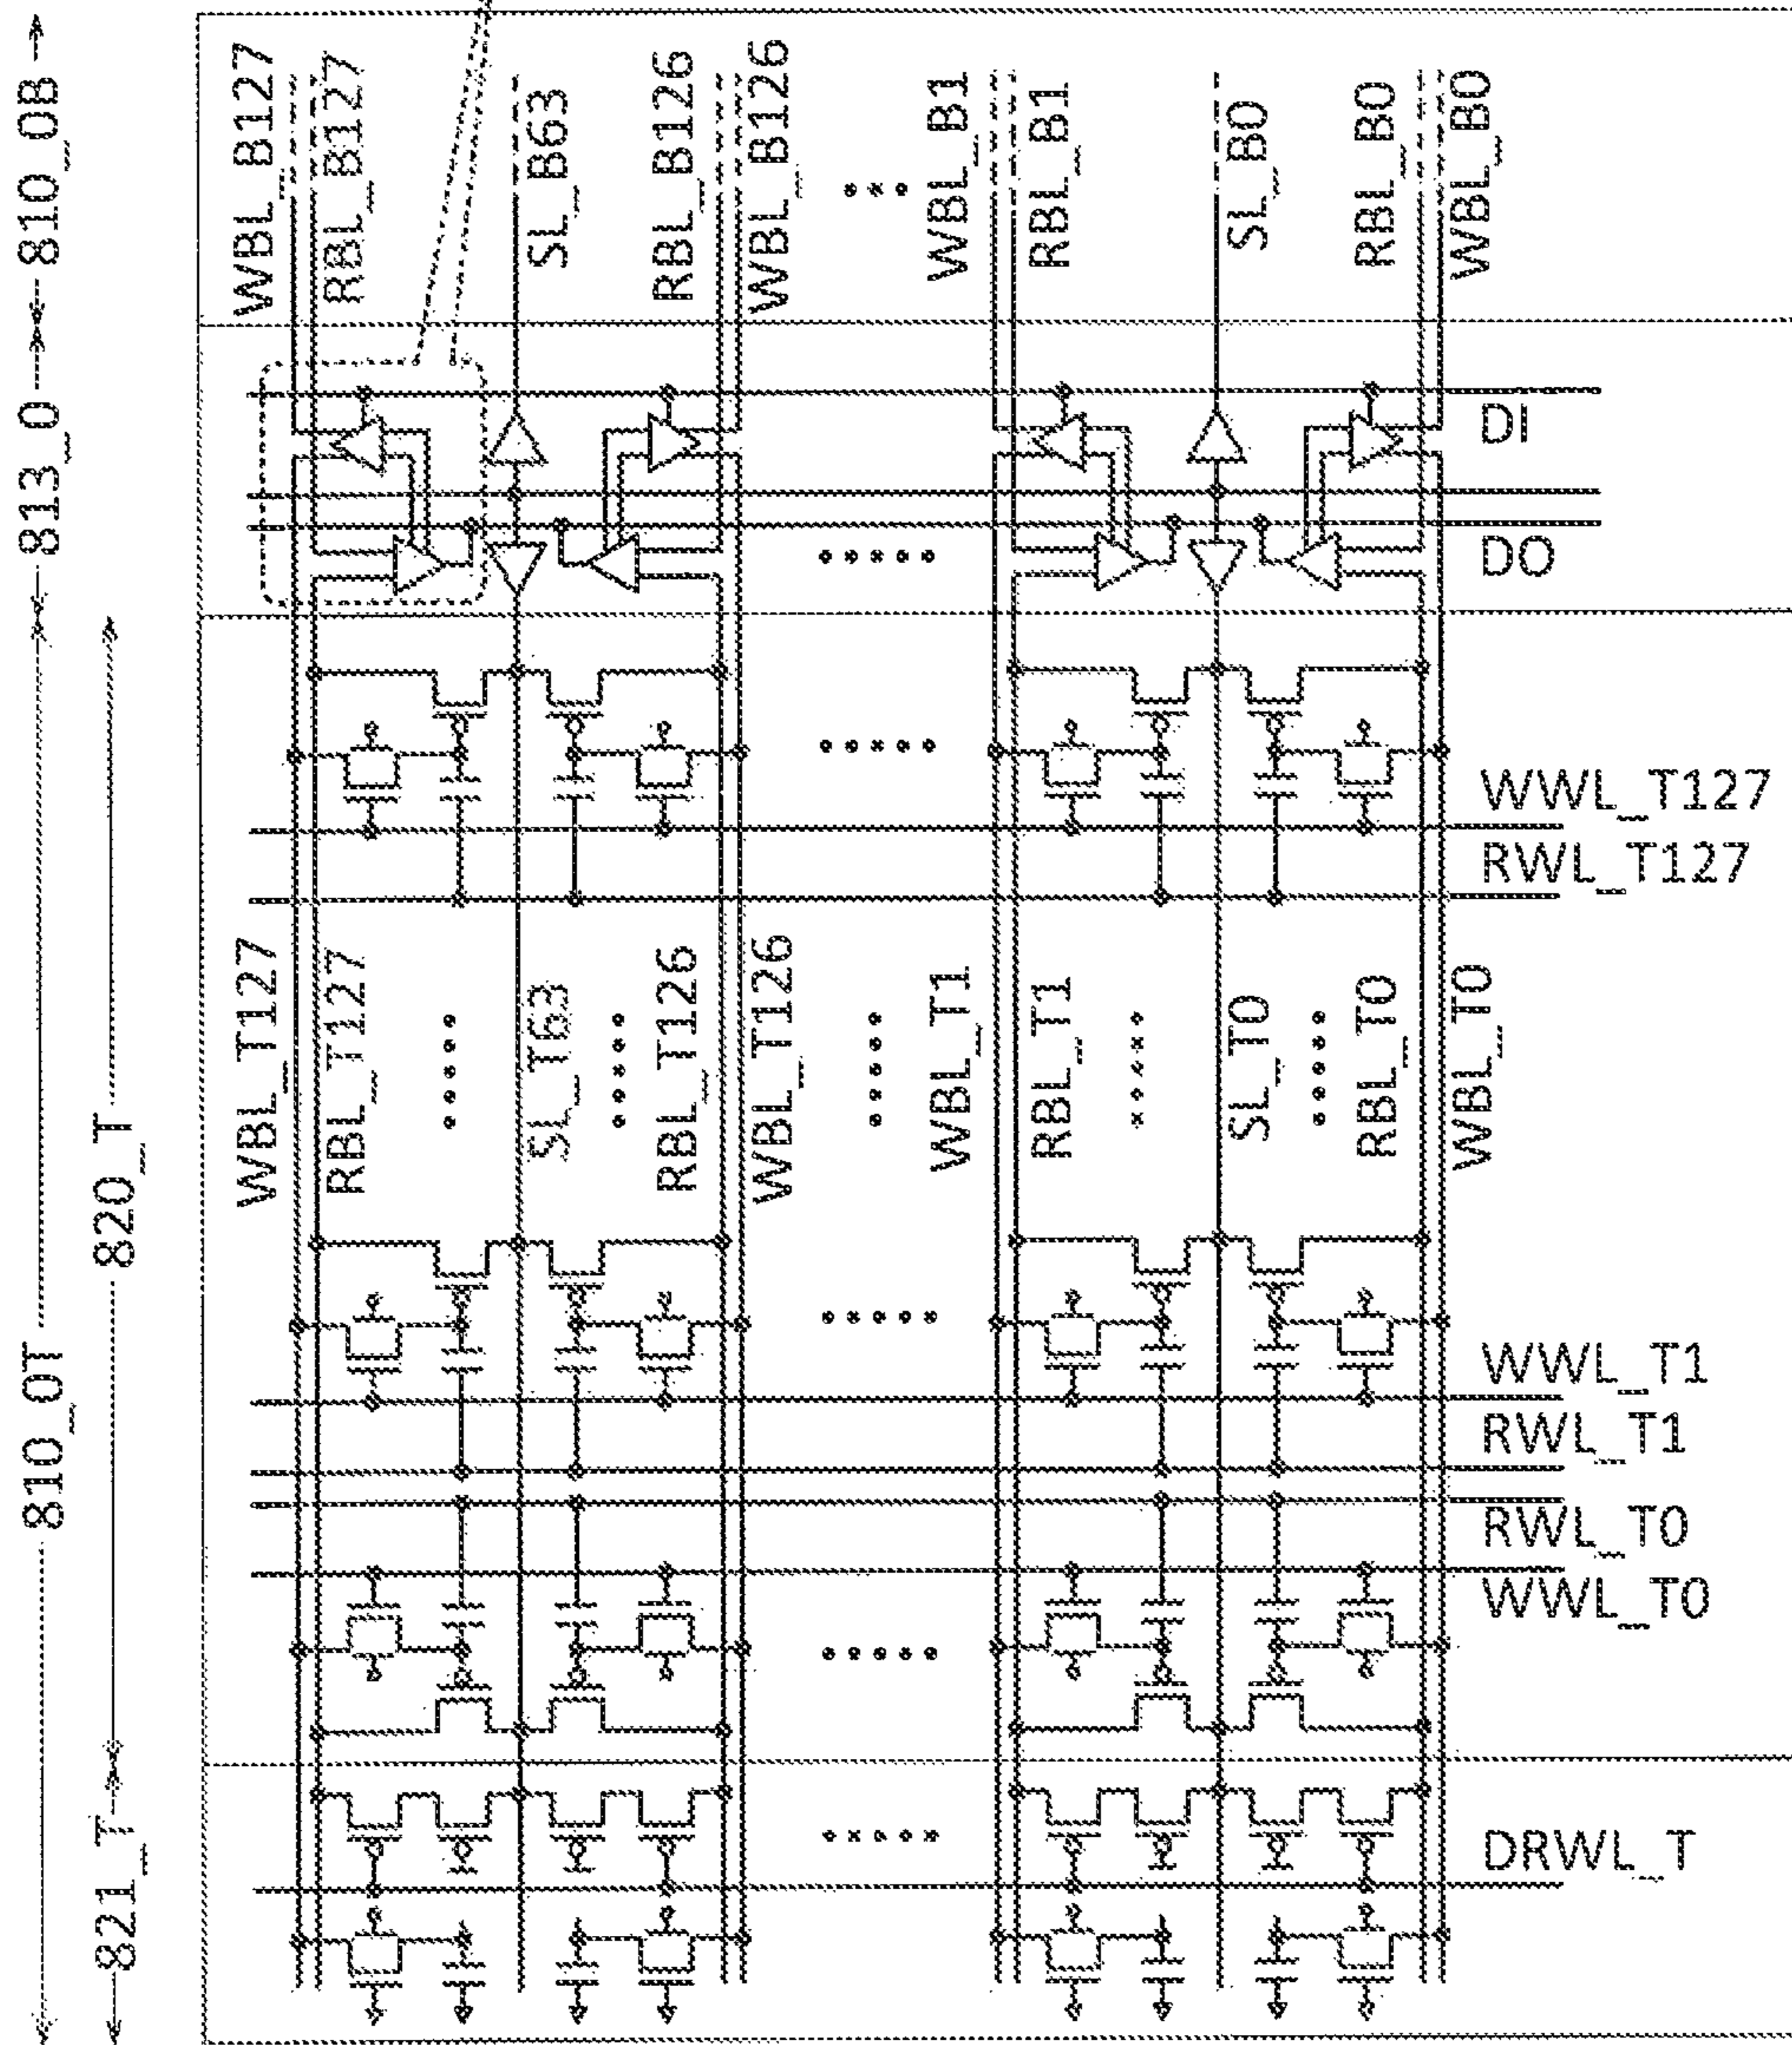 810_0B
813_0
810_0T
820_T
821_T
WBL_B127
RBL_B127
SL_B63
RBL_B126
WBL_B126
WBL_B1
RBL_B1
SL_B0
RBL_B0
WBL_B0
DI
DO
WWL_T127
RWL_T127
WBL_T127
RBL_T127
SL_T63
RBL_T126
WBL_T126
WBL_T1
RBL_T1
SL_T0
RBL_T0
WBL_T0
WWL_T1
RWL_T1
RWL_T0
WWL_T0
DRWL_T